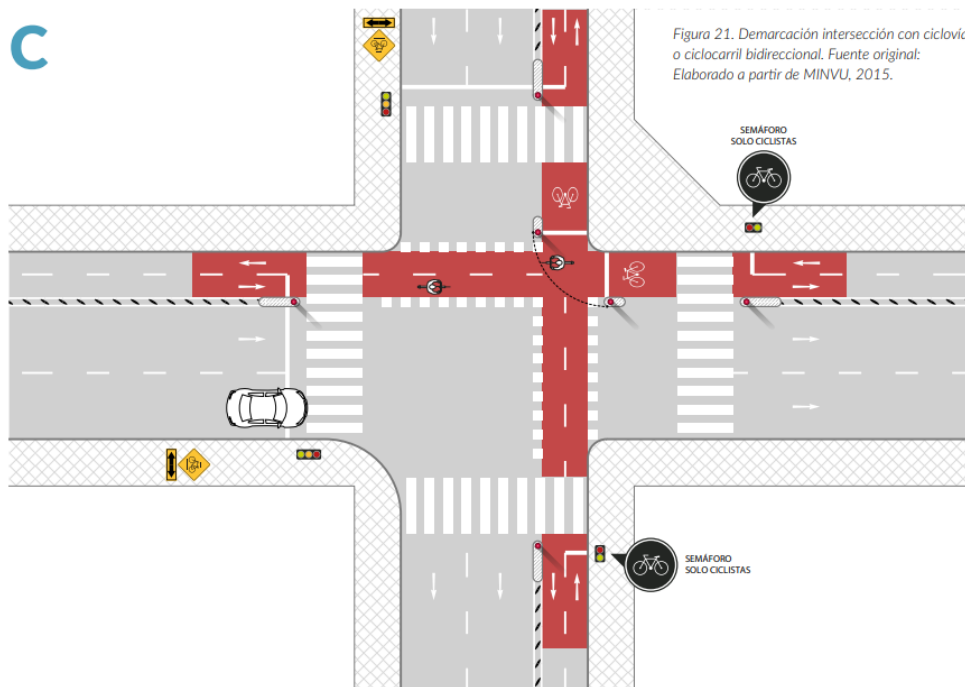 C
Figura 21. Demarcación intersección con ciclovía
o ciclocarril bidireccional. Fuente original:
Elaborado a partir de MINVU, 2015.
SEMÁFORO
SOLO CICLISTAS
SEMÁFORO
SOLO CICLISTAS